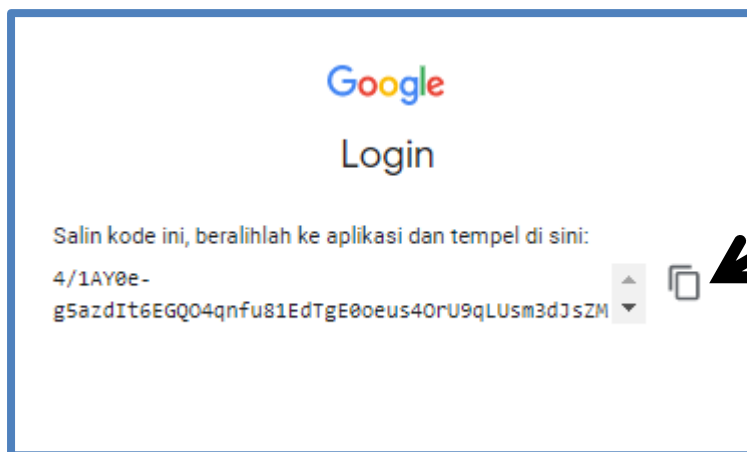 Google
Login
Salin kode ini, beralihlah ke aplikasi dan tempel di sini:
4/1AY0e-
g5azdIt6EGQO4qnfu81EdTgE0oeus4OrU9qLUsm3dJsZM